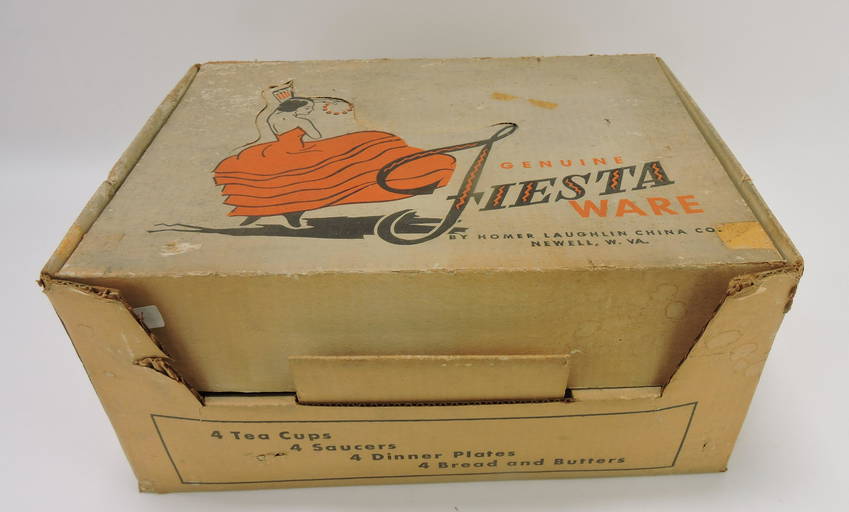 GENUINE
FIESTA
WARE
BY HOMER LAUGHLIN CHINA CO.
NEWELL, W. VA.
4 Tea Cups
4 Saucers
4 Dinner Plates
4 Bread and Butters